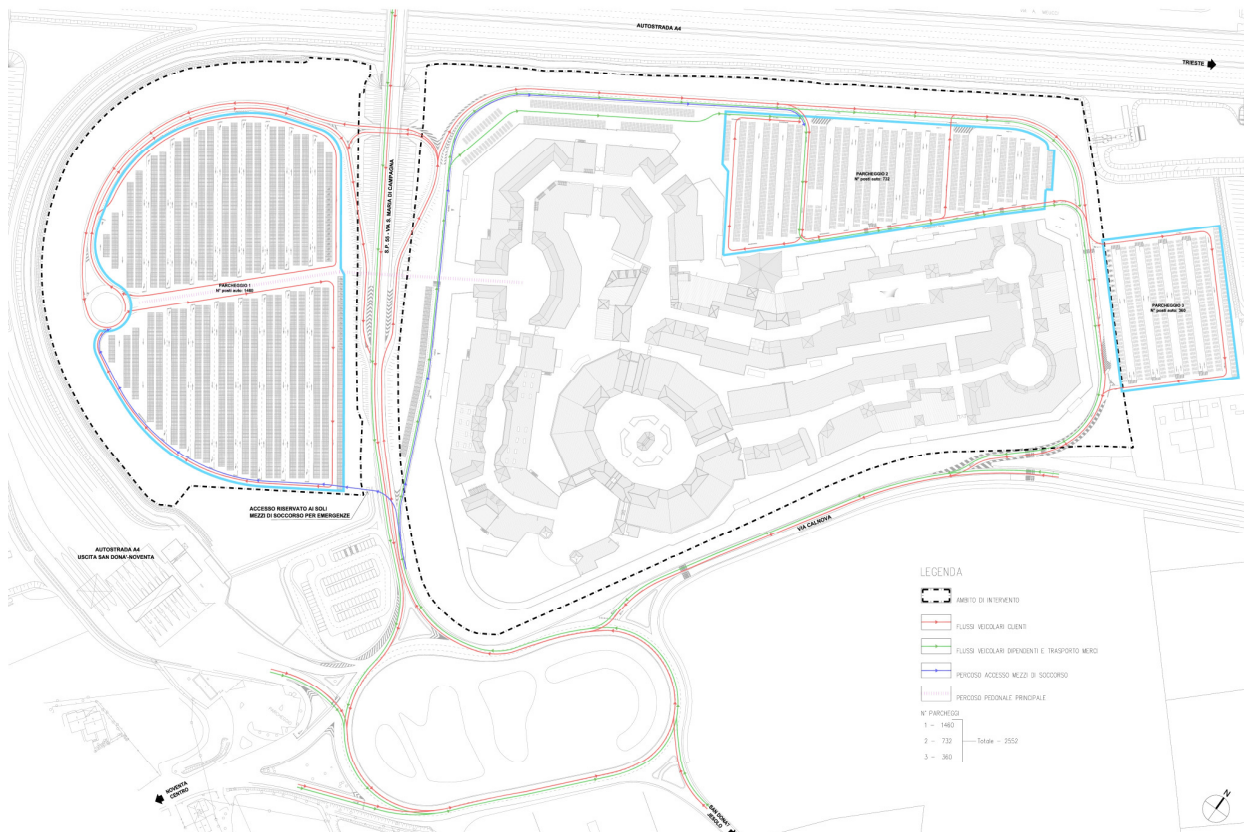 AUTOSTRADA A4
TRIESTE
S.P. 55 - VIA S. MARIA DI CAMPAGNA
PARCHEGGIO 2
N° posti auto: 732
PARCHEGGIO 1
N° posti auto: 1460
PARCHEGGIO 3
N° posti auto: 360
ACCESSO RISERVATO AI SOLI
MEZZI DI SOCCORSO PER EMERGENZE
AUTOSTRADA A4
USCITA SAN DONA'-NOVENTA
VIA CALNOVA
LEGENDA
AMBITO DI INTERVENTO
FLUSSI VEICOLARI CLIENTI
FLUSSI VEICOLARI DIPENDENTI E TRASPORTO MERCI
PERCOSO ACCESSO MEZZI DI SOCCORSO
PERCOSO PEDONALE PRINCIPALE
N° PARCHEGGI
1 - 1460
2 - 732
Totale - 2552
3 - 360
NOVENTA
CENTRO
SAN DONA'
JESOLO
N